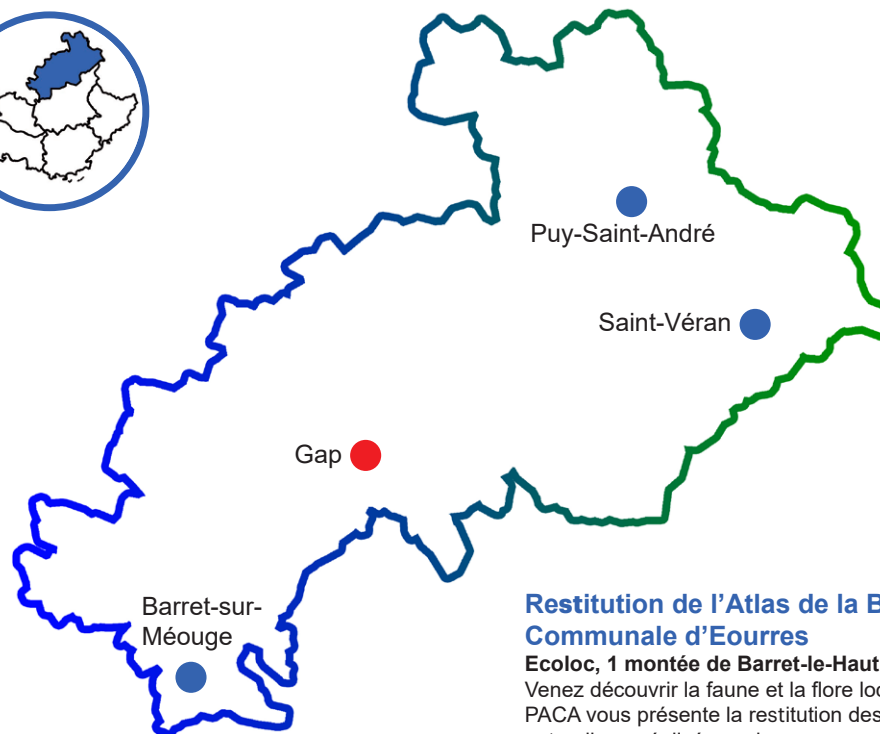 Puy-Saint-André
Saint-Véran
Gap
Barret-sur-
Méouge
Restitution de l’Atlas de la B
Communale d’Eourres
Ecoloc, 1 montée de Barret-le-Haut
Venez découvrir la faune et la flore loc
PACA vous présente la restitution des